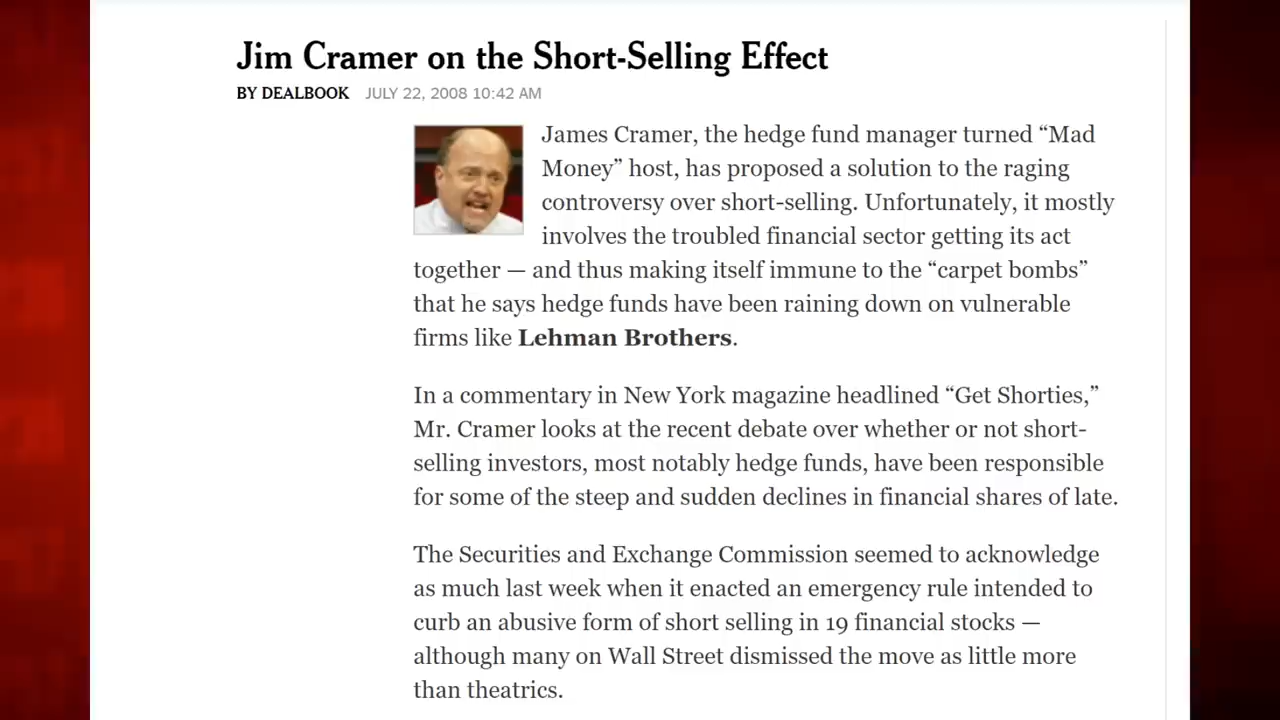 Jim Cramer on the Short-Selling Effect
BY DEALBOOK JULY 22, 2008 10:42 AM
James Cramer, the hedge fund manager turned “Mad
Money” host, has proposed a solution to the raging
controversy over short-selling. Unfortunately, it mostly
involves the troubled financial sector getting its act
together — and thus making itself immune to the “carpet bombs”
that he says hedge funds have been raining down on vulnerable
firms like Lehman Brothers.
In a commentary in New York magazine headlined “Get Shorties,”
Mr. Cramer looks at the recent debate over whether or not short-
selling investors, most notably hedge funds, have been responsible
for some of the steep and sudden declines in financial shares of late.
The Securities and Exchange Commission seemed to acknowledge
as much last week when it enacted an emergency rule intended to
curb an abusive form of short selling in 19 financial stocks —
although many on Wall Street dismissed the move as little more
than theatrics.